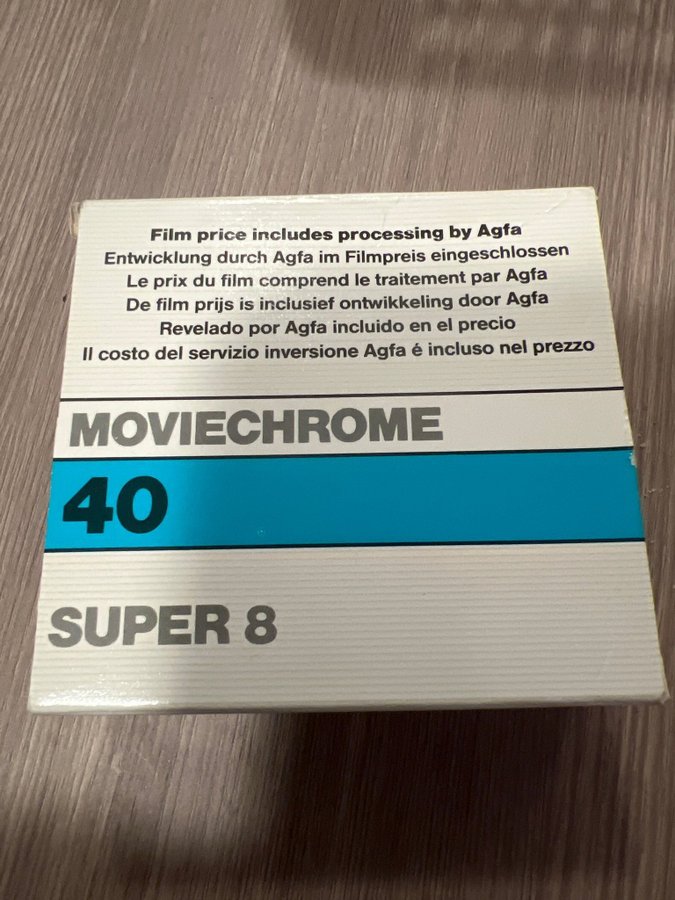 Film price includes processing by Agfa
Entwicklung durch Agfa im Filmpreis eingeschlossen
Le prix du film comprend le traitement par Agfa
De film prijs is inclusief ontwikkeling door Agfa
Revelado por Agfa incluido en el precio
Il costo del servizio inversione Agfa é incluso nel prezzo
MOVIECHROME
40
SUPER 8